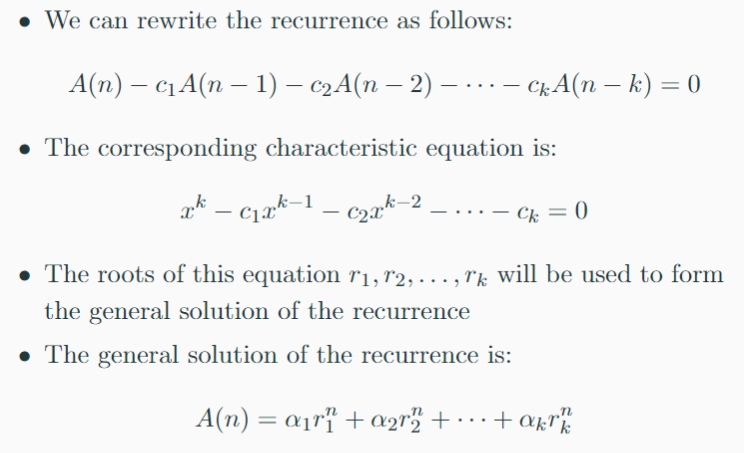 • We can rewrite the recurrence as follows:
A(n) − c₁A(n − 1) − c₂A(n − 2) − ⋯ − cₖA(n − k) = 0
• The corresponding characteristic equation is:
xᵏ − c₁xᵏ⁻¹ − c₂xᵏ⁻² − ⋯ − cₖ = 0
• The roots of this equation r₁, r₂, . . . , rₖ will be used to form
the general solution of the recurrence
• The general solution of the recurrence is:
A(n) = α₁r₁ⁿ + α₂r₂ⁿ + ⋯ + αₖrₖⁿ